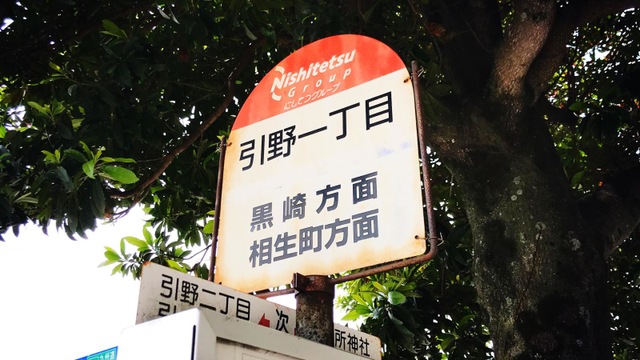 Nishitetsu
Group
にしてつグループ
引野一丁目
黒崎方面
相生町方面
引野一丁目
次
所神社